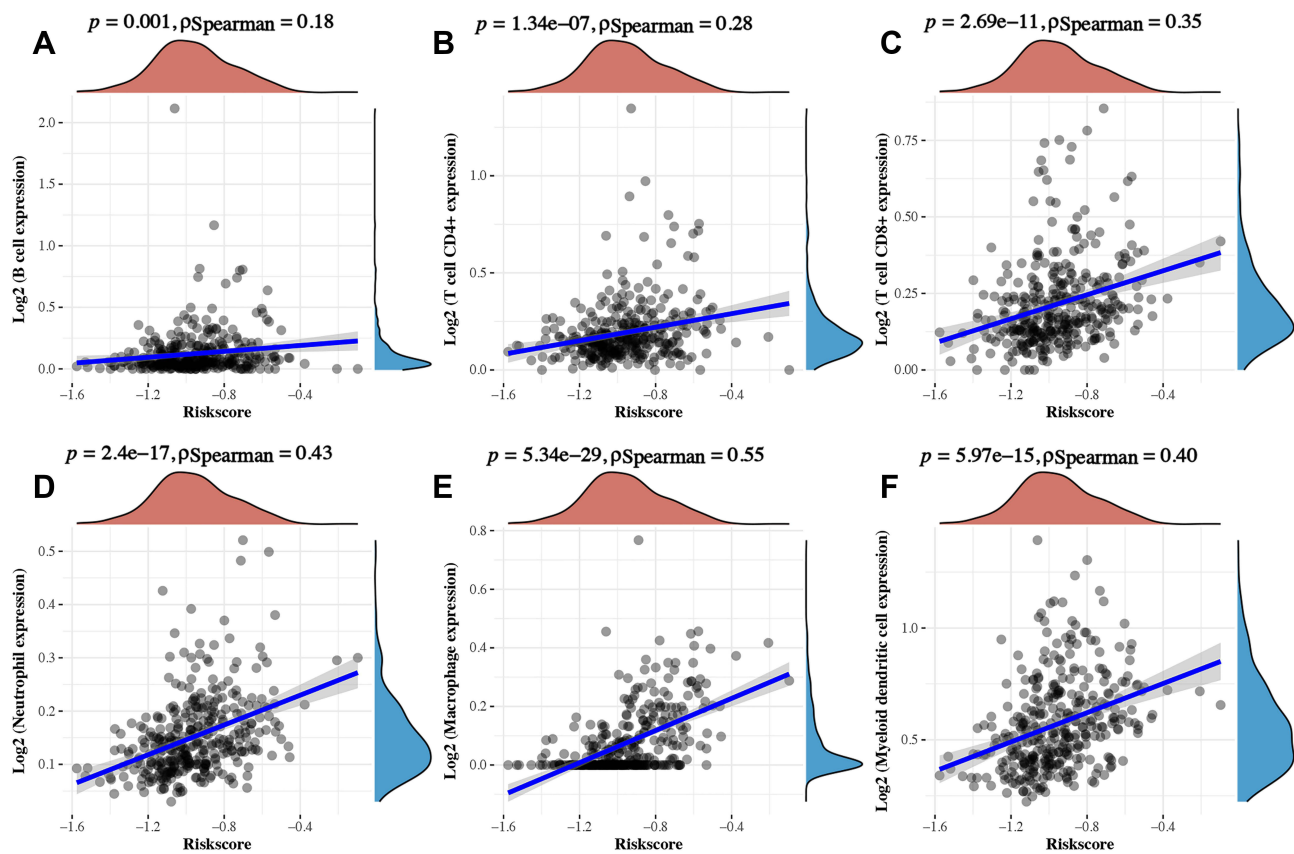 A
p = 0.001, ρSpearman = 0.18
Log2 (B cell expression)
2.0
1.5
1.0
0.5
0.0
−1.6 −1.2 −0.8 −0.4
Riskscore
B
p = 1.34e−07, ρSpearman = 0.28
Log2 (T cell CD4+ expression)
1.0
0.5
0.0
−1.6 −1.2 −0.8 −0.4
Riskscore
C
p = 2.69e−11, ρSpearman = 0.35
Log2 (T cell CD8+ expression)
0.75
0.50
0.25
0.00
−1.6 −1.2 −0.8 −0.4
Riskscore
D
p = 2.4e−17, ρSpearman = 0.43
Log2 (Neutrophil expression)
0.5
0.4
0.3
0.2
0.1
−1.6 −1.2 −0.8 −0.4
Riskscore
E
p = 5.34e−29, ρSpearman = 0.55
Log2 (Macrophage expression)
0.8
0.6
0.4
0.2
0.0
−1.6 −1.2 −0.8 −0.4
Riskscore
F
p = 5.97e−15, ρSpearman = 0.40
Log2 (Myeloid dendritic cell expression)
1.0
0.5
−1.6 −1.2 −0.8 −0.4
Riskscore